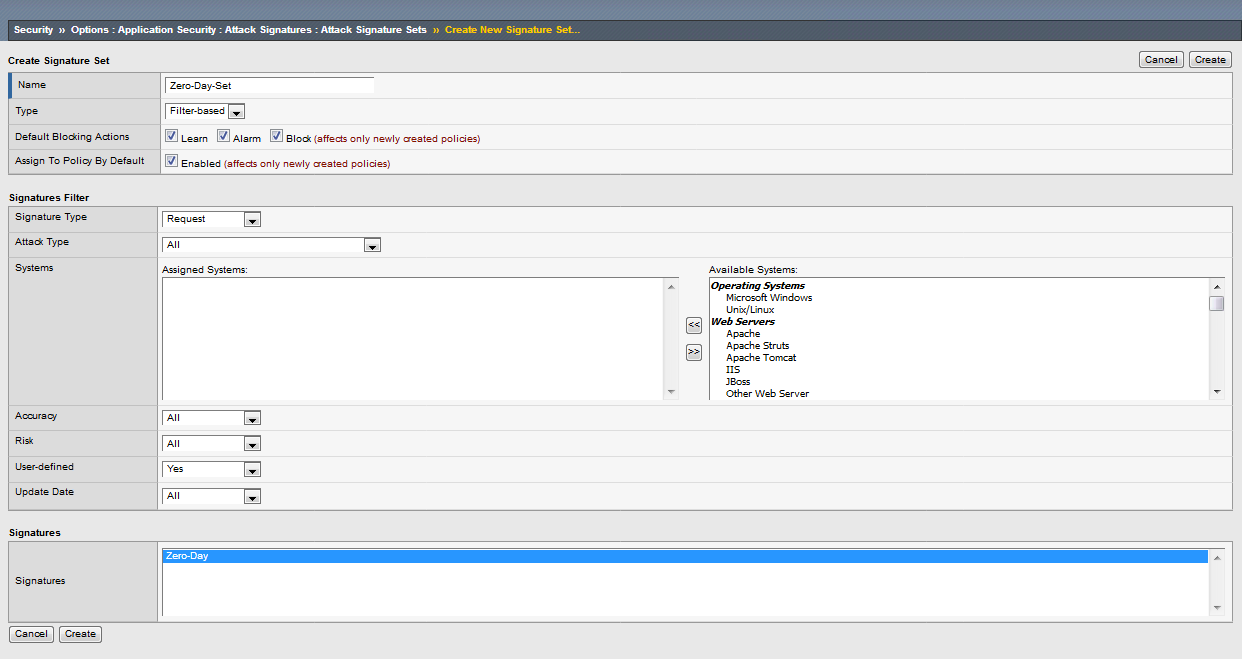 Security » Options : Application Security : Attack Signatures : Attack Signature Sets » Create New Signature Set...
Create Signature Set
Cancel Create
Name Zero-Day-Set
Type Filter-based
Default Blocking Actions Learn Alarm Block (affects only newly created policies)
Assign To Policy By Default Enabled (affects only newly created policies)
Signatures Filter
Signature Type Request
Attack Type All
Systems Assigned Systems: Available Systems:
Operating Systems
Microsoft Windows
Unix/Linux
Web Servers
<<
Apache
Apache Struts
>>
Apache Tomcat
IIS
JBoss
Other Web Server
Accuracy All
Risk All
User-defined Yes
Update Date All
Signatures
Zero-Day
Signatures
Cancel Create